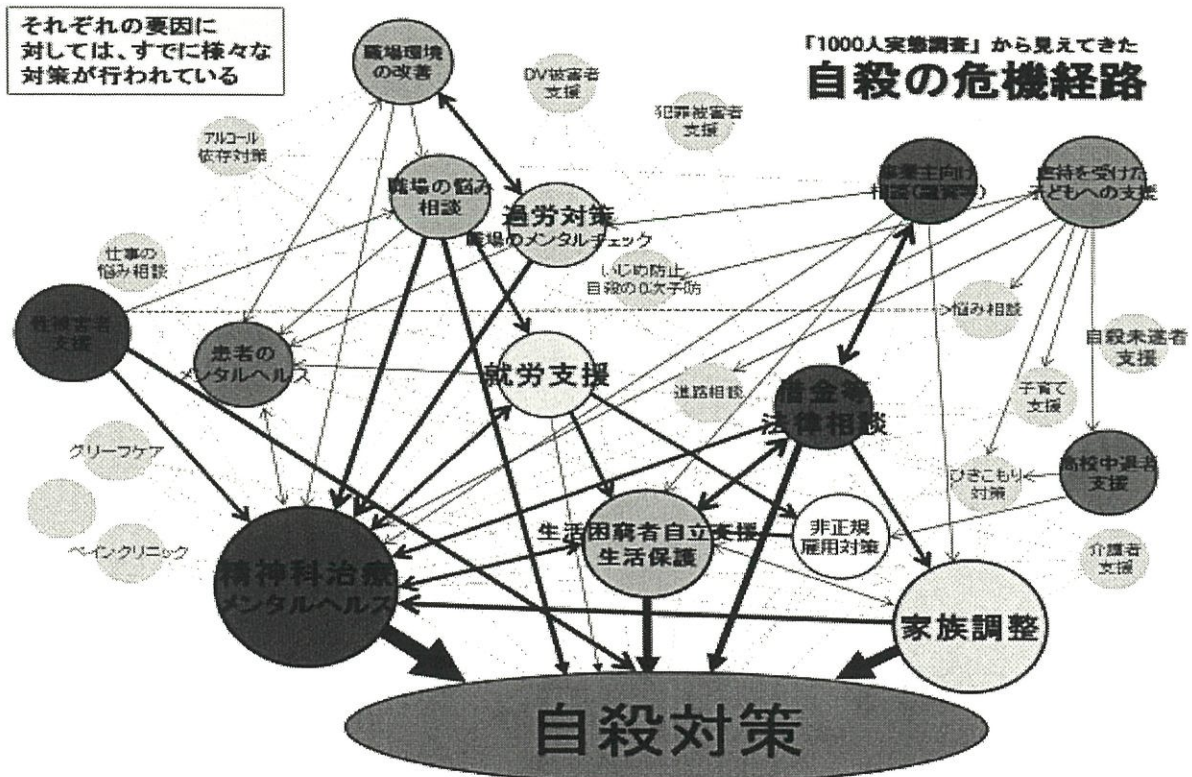 それぞれの要因に
対しては、すでに様々な
対策が行われている
「1000人実態調査」から見えてきた
自殺の危機経路
職場環境
の改善
DV被害者
支援
犯罪被害者
支援
アルコール
依存対策
職場の悩み
相談
過労対策
職場のメンタルチェック
事業主向け
相談(融資等)
虐待を受けた
子どもへの支援
仕事の
悩み相談
いじめ防止
自殺の0次予防
悩み相談
支援
患者の
メンタルヘルス
就労支援
進路相談
借金等
法律相談
自殺未遂者
支援
子育て
支援
グリーフケア
ひきこもり
対策
高校中退者
支援
ペインクリニック
精神科治療
メンタルヘルス
生活困窮者自立支援
生活保護
非正規
雇用対策
介護者
支援
家族調整
自殺対策